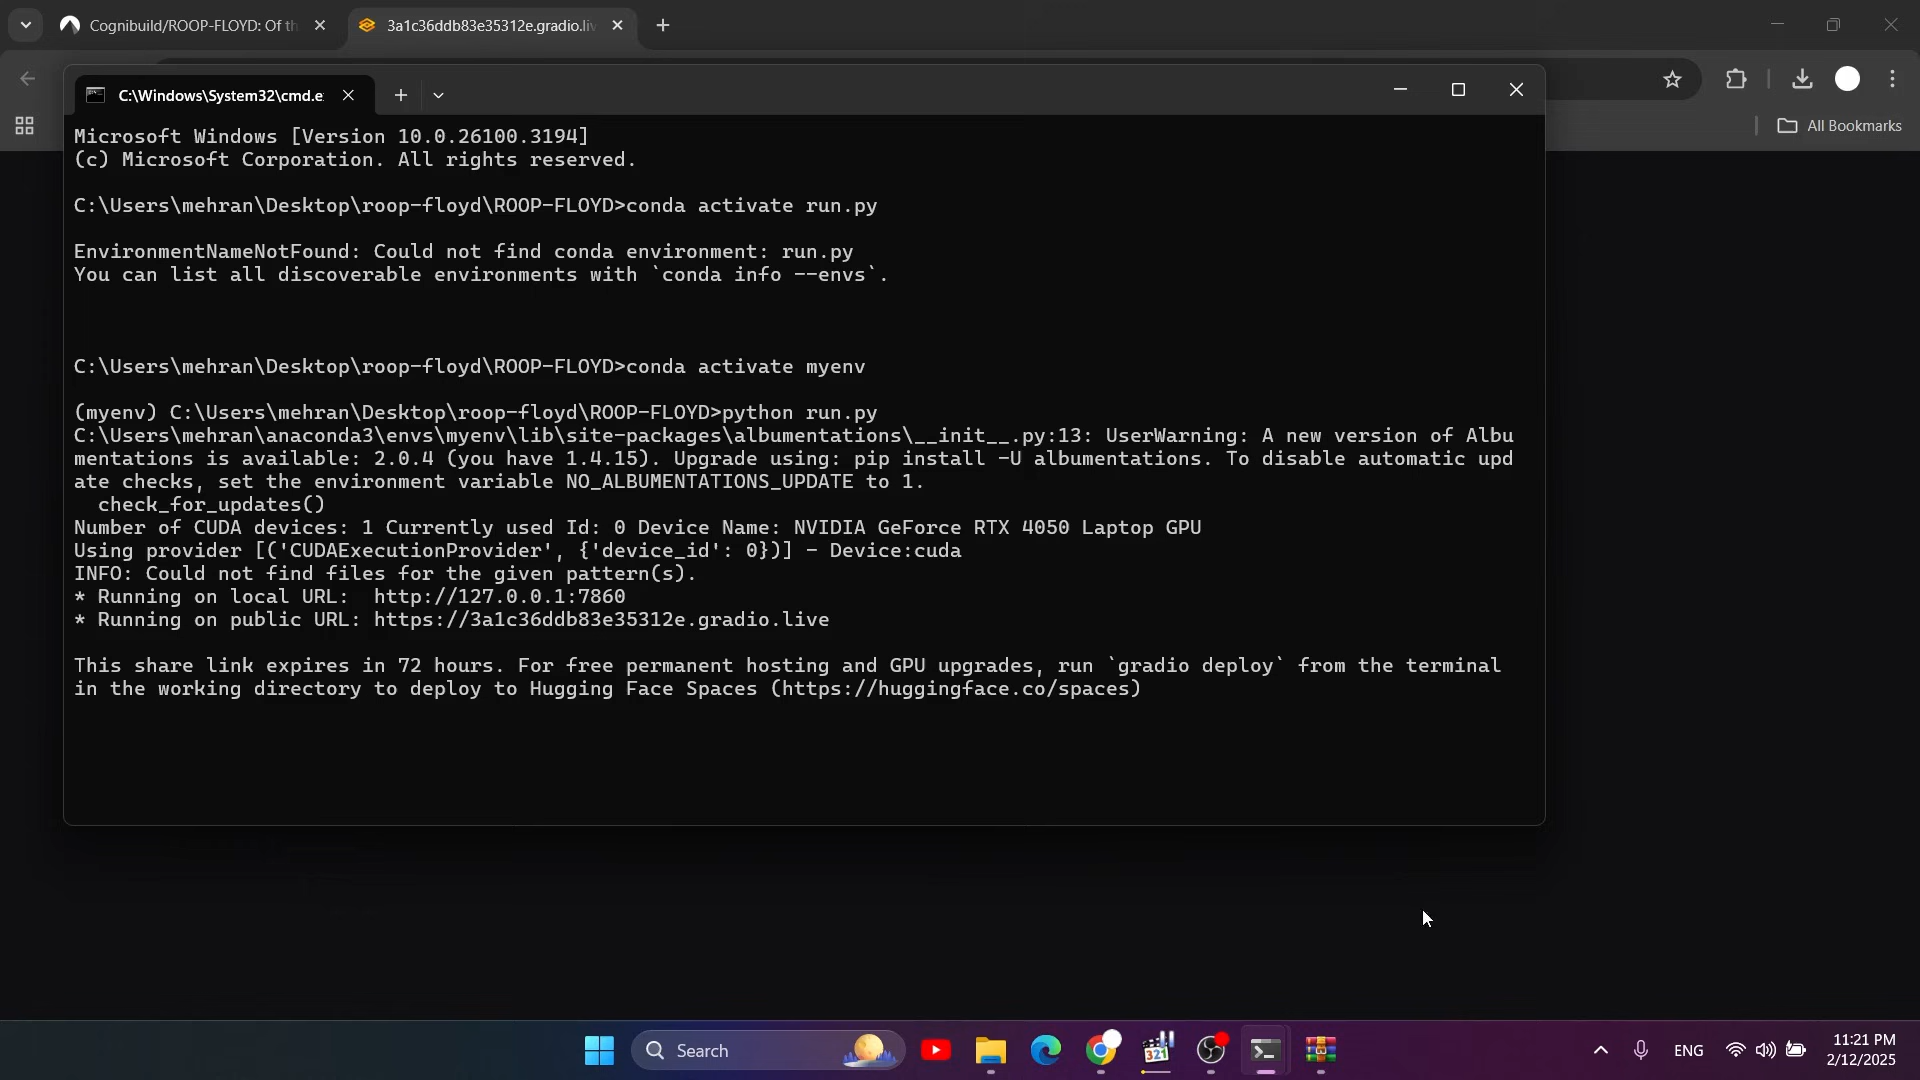 Cognibuild/ROOP-FLOYD: Of th
3a1c36ddb83e35312e.gradio.li
All Bookmarks
C:\Windows\System32\cmd.e
Microsoft Windows [Version 10.0.26100.3194]
(c) Microsoft Corporation. All rights reserved.
C:\Users\mehran\Desktop\roop-floyd\ROOP-FLOYD>conda activate run.py
EnvironmentNameNotFound: Could not find conda environment: run.py
You can list all discoverable environments with `conda info --envs`.
C:\Users\mehran\Desktop\roop-floyd\ROOP-FLOYD>conda activate myenv
(myenv) C:\Users\mehran\Desktop\roop-floyd\ROOP-FLOYD>python run.py
C:\Users\mehran\anaconda3\envs\myenv\lib\site-packages\albumentations\__init__.py:13: UserWarning: A new version of Albu
mentations is available: 2.0.4 (you have 1.4.15). Upgrade using: pip install -U albumentations. To disable automatic upd
ate checks, set the environment variable NO_ALBUMENTATIONS_UPDATE to 1.
check_for_updates()
Number of CUDA devices: 1 Currently used Id: 0 Device Name: NVIDIA GeForce RTX 4050 Laptop GPU
Using provider [('CUDAExecutionProvider', {'device_id': 0})] - Device:cuda
INFO: Could not find files for the given pattern(s).
* Running on local URL:  http://127.0.0.1:7860
* Running on public URL: https://3a1c36ddb83e35312e.gradio.live
This share link expires in 72 hours. For free permanent hosting and GPU upgrades, run `gradio deploy` from the terminal
in the working directory to deploy to Hugging Face Spaces (https://huggingface.co/spaces)
Search
321
ENG
11:21 PM
2/12/2025